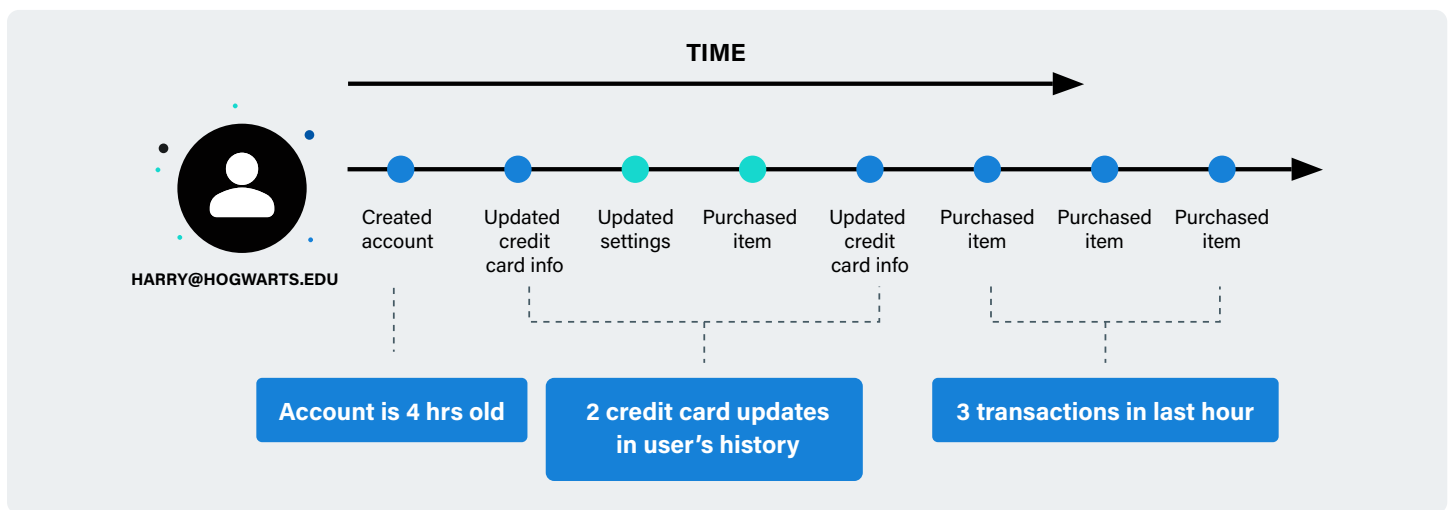 TIME
HARRY@HOGWARTS.EDU
Created
account
Updated
credit
card info
Updated
settings
Purchased
item
Updated
credit
card info
Purchased
item
Purchased
item
Purchased
item
Account is 4 hrs old
2 credit card updates
in user’s history
3 transactions in last hour